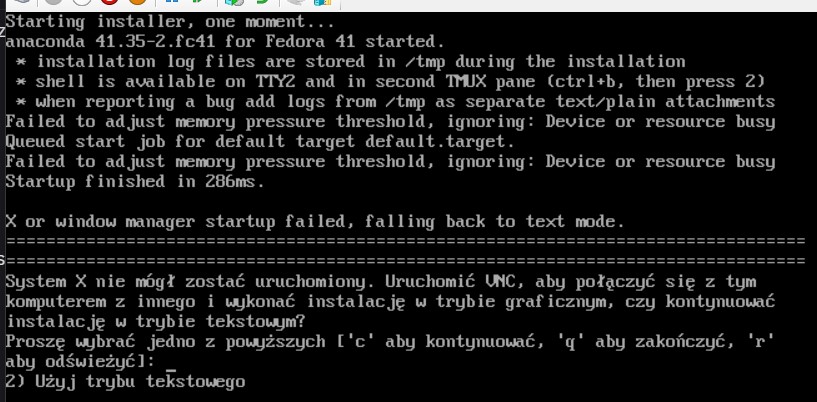 Starting installer, one moment...
anaconda 41.35-2.fc41 for Fedora 41 started.
* installation log files are stored in /tmp during the installation
* shell is available on TTY2 and in second TMUX pane (ctrl+b, then press 2)
* when reporting a bug add logs from /tmp as separate text/plain attachments
Failed to adjust memory pressure threshold, ignoring: Device or resource busy
Queued start job for default target default.target.
Failed to adjust memory pressure threshold, ignoring: Device or resource busy
Startup finished in 286ms.
X or window manager startup failed, falling back to text mode.
================================================================================
================================================================================
System X nie mógł zostać uruchomiony. Uruchomić VNC, aby połączyć się z tym
komputerem z innego i wykonać instalację w trybie graficznym, czy kontynuować
instalację w trybie tekstowym?
Proszę wybrać jedno z powyższych ['c' aby kontynuować, 'q' aby zakończyć, 'r'
aby odświeżyć]: _
2) Użyj trybu tekstowego